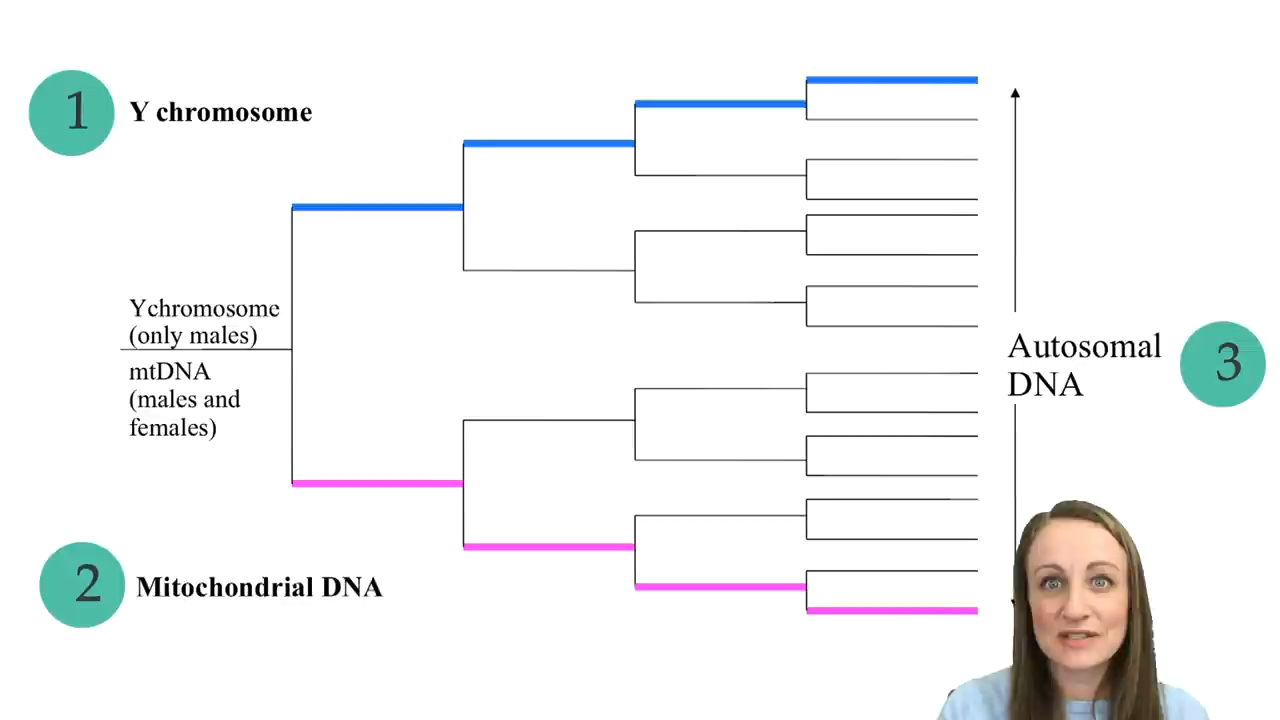 1
Y chromosome
Ychromosome
(only males)
mtDNA
(males and
females)
Autosomal
DNA
3
2
Mitochondrial DNA